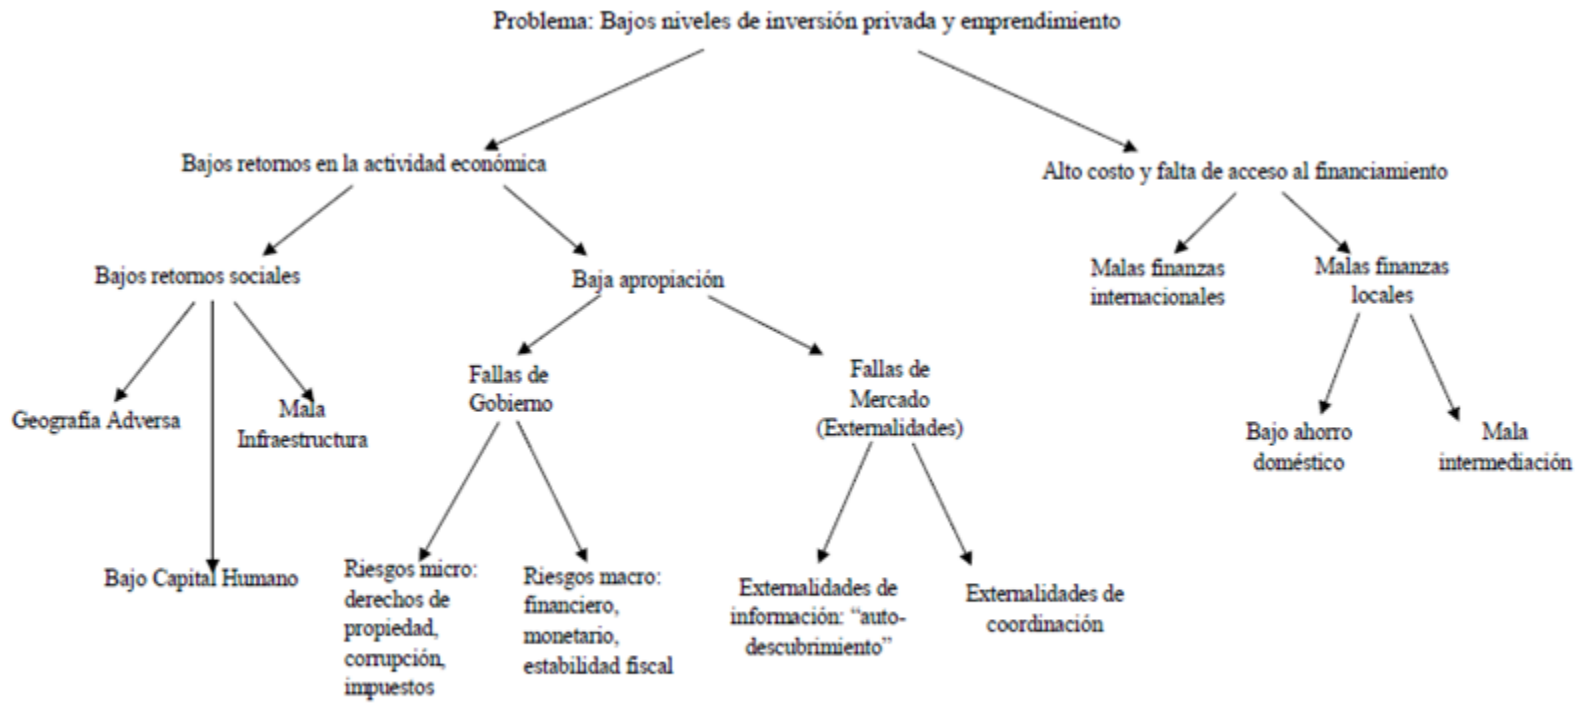 Problema: Bajos niveles de inversión privada y emprendimiento
Bajos retornos en la actividad económica
Alto costo y falta de acceso al financiamiento
Bajos retornos sociales
Baja apropiación
Malas finanzas
internacionales
Malas finanzas
locales
Geografía Adversa
Mala
Infraestructura
Bajo Capital Humano
Fallas de
Gobierno
Fallas de
Mercado
(Externalidades)
Bajo ahorro
doméstico
Mala
intermediación
Riesgos micro:
derechos de
propiedad,
corrupción,
impuestos
Riesgos macro:
financiero,
monetario,
estabilidad fiscal
Externalidades de
información: “auto-
descubrimiento”
Externalidades de
coordinación